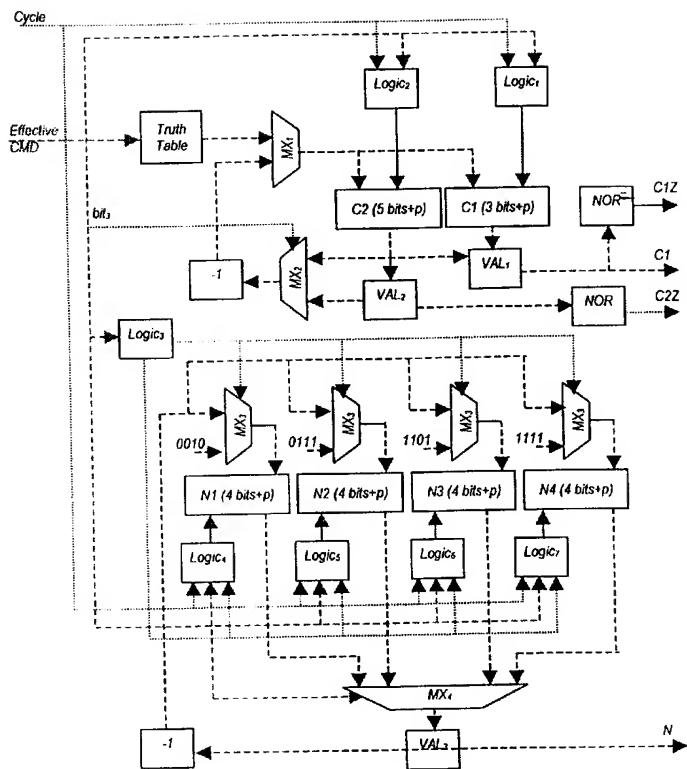 Cycle
Logic₂
Logic₁
Effective
CMD
Truth
Table
MX₁
C2 (5 bits+p)
C1 (3 bits+p)
NOR
C1Z
bit₃
MX₂
-1
VAL₁
C1
VAL₂
NOR
C2Z
Logic₃
MX₃
MX₃
MX₃
MX₃
0010
0111
1101
1111
N1 (4 bits+p)
N2 (4 bits+p)
N3 (4 bits+p)
N4 (4 bits+p)
Logic₄
Logic₅
Logic₆
Logic₇
MX₄
-1
VAL₃
N